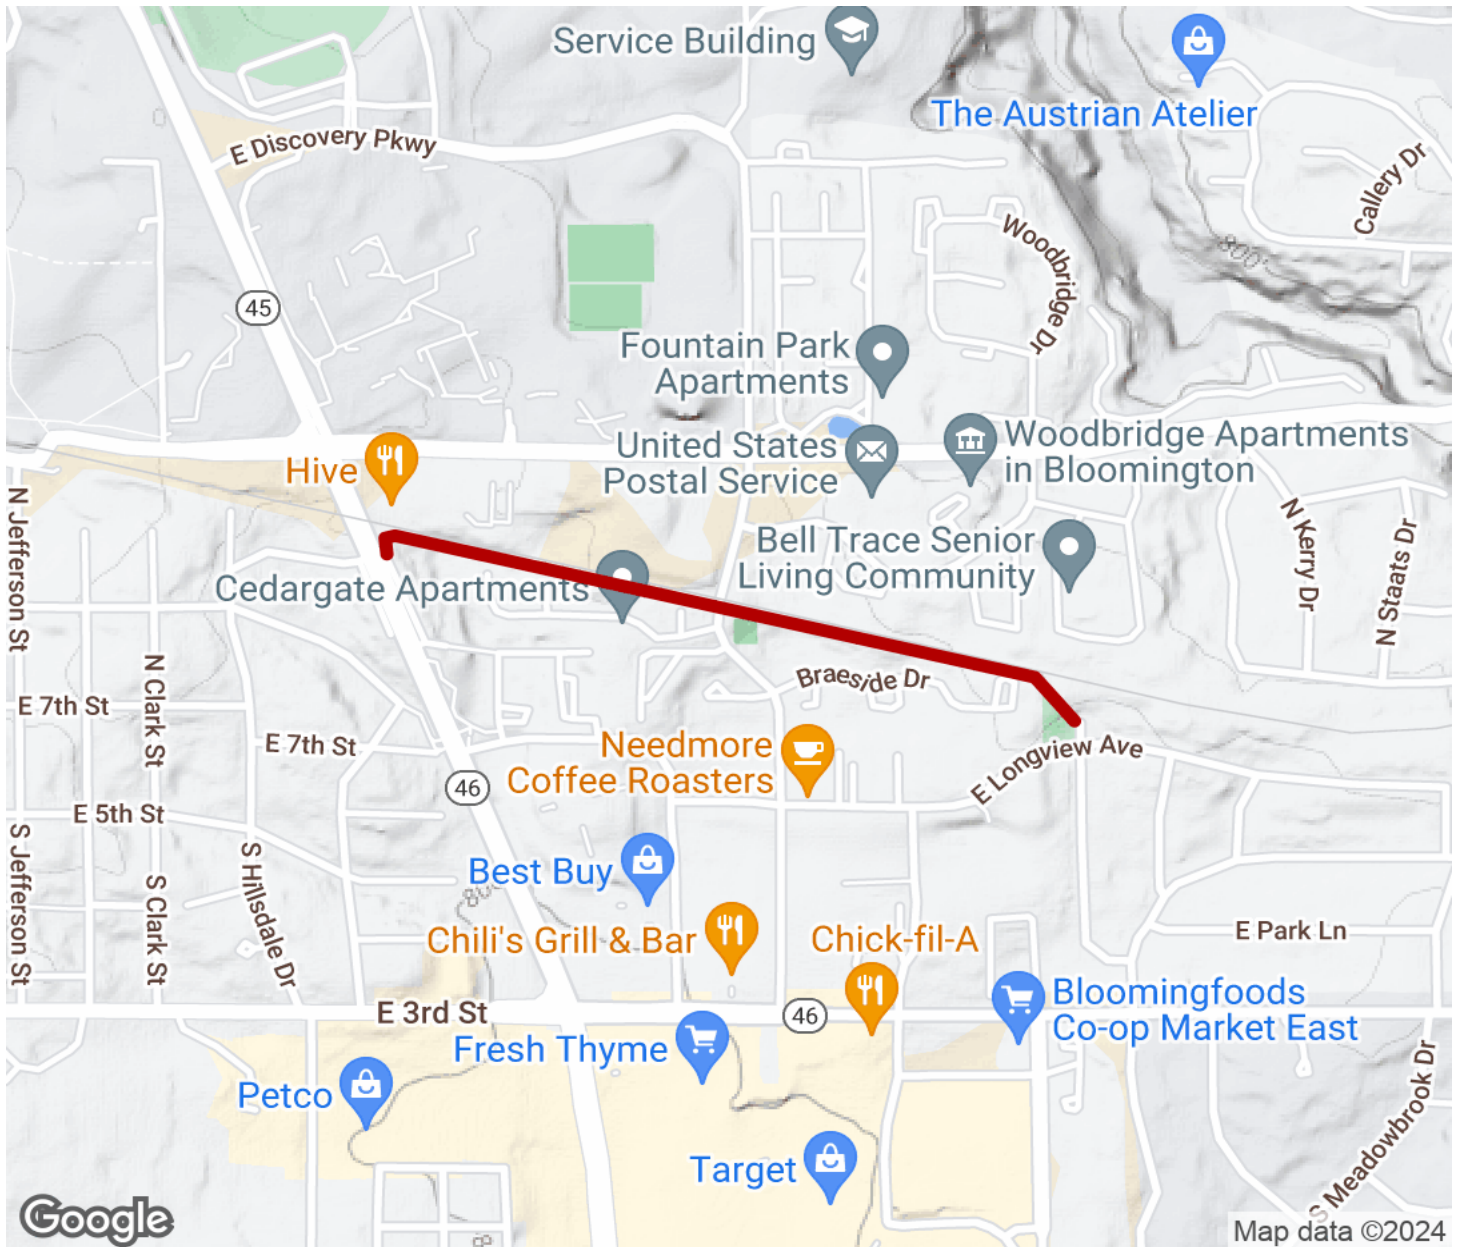 Service Building
The Austrian Atelier
E Discovery Pkwy
Callery Dr
Woodbridge Dr
800'
45
Fountain Park
Apartments
United States
Postal Service
Woodbridge Apartments
in Bloomington
Hive
N Jefferson St
Bell Trace Senior
Living Community
N Kerry Dr
N Staats Dr
Cedargate Apartments
N Clark St
Braeside Dr
E 7th St
E 7th St
Needmore
Coffee Roasters
E Longview Ave
46
E 5th St
S Jefferson St
S Clark St
S Hillsdale Dr
Best Buy
Chili's Grill & Bar
Chick-fil-A
E Park Ln
E 3rd St
46
Bloomingfoods
Co-op Market East
Fresh Thyme
Petco
Target
S Meadowbrook Dr
Google
Map data ©2024